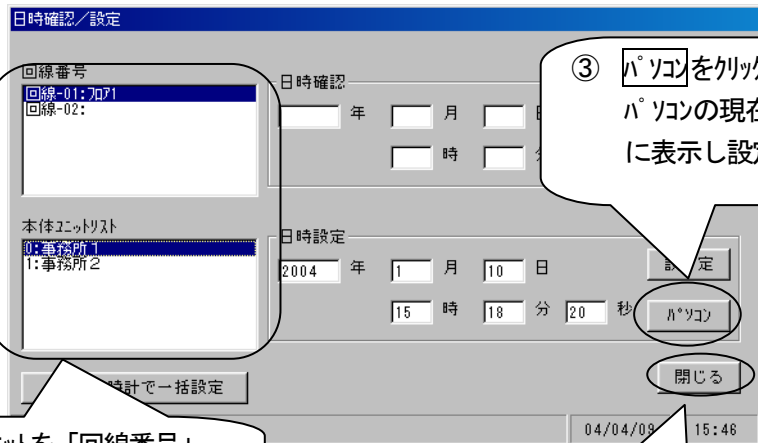 日時確認／設定
回線番号
回線-01:ﾌﾛｱ1
回線-02:
日時確認
年 月
時
③ ﾊﾟｿｺﾝをｸﾘｯｸ
ﾊﾟｿｺﾝの現在
に表示し設定
本体ﾕﾆｯﾄﾘｽﾄ
0:事務所1
1:事務所2
日時設定
2004 年 1 月 10 日
定
15 時 18 分 20 秒
ﾊﾟｿｺﾝ
時計で一括設定
閉じる
04/04/09 15:46
ﾆｯﾄを「回線番号」